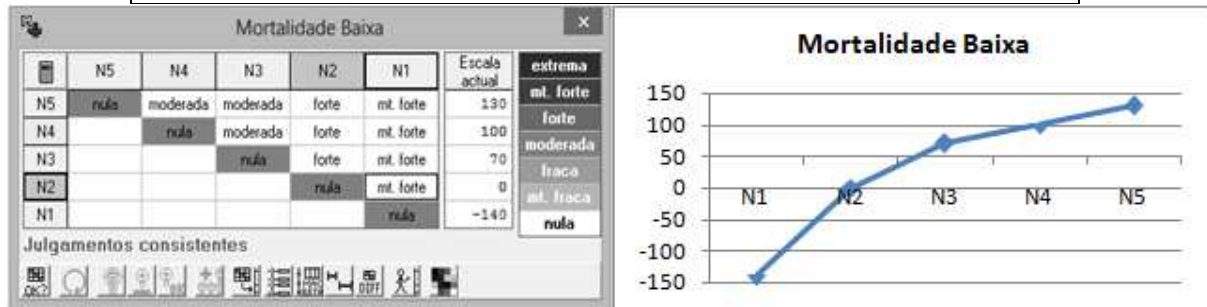 Mortalidade Baixa
N5 N4 N3 N2 N1 Escala actual
N5 nula moderada moderada forte mt. forte 130
N4 nula moderada forte mt. forte 100
N3 nula forte mt. forte 70
N2 nula mt. forte 0
N1 nula -140
extrema
mt. forte
forte
moderada
fraca
mt. fraca
nula
Julgamentos consistentes
OK?
DIFF
Mortalidade Baixa
150
100
50
0
-50
-100
-150
N1 N2 N3 N4 N5